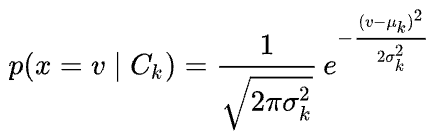 p(x = v | C_k) = \frac{1}{\sqrt{2\pi\sigma_k^2}} e^{-\frac{(v-\mu_k)^2}{2\sigma_k^2}}